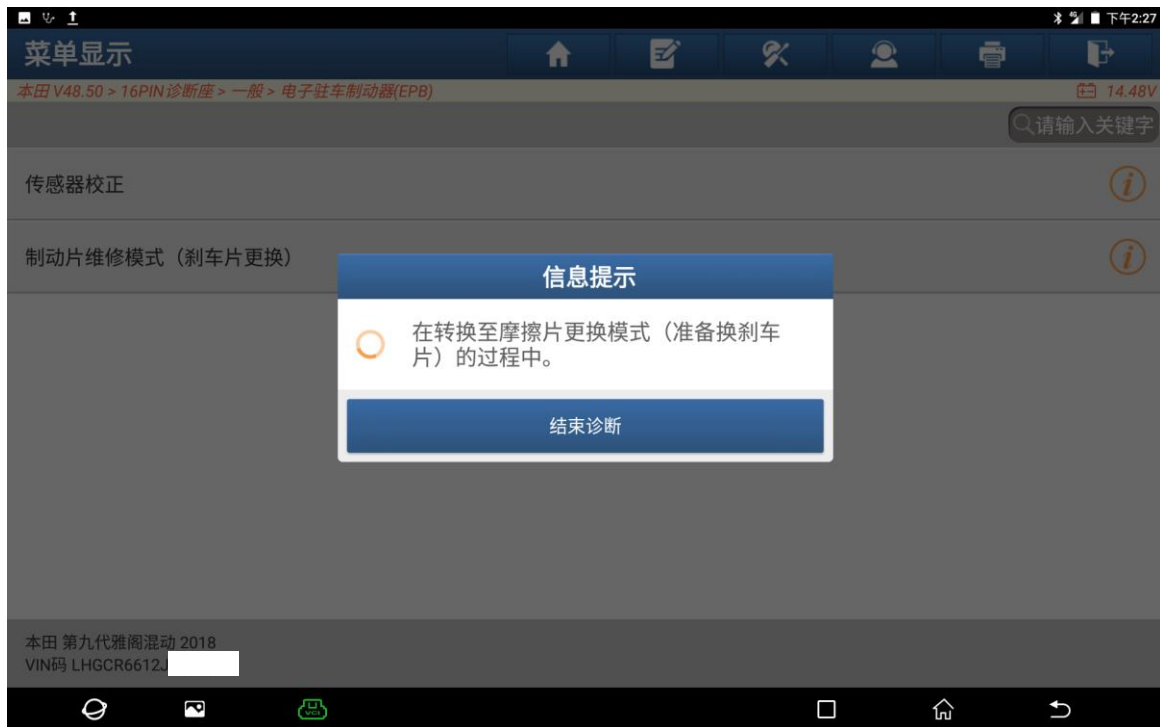 下午2:27
菜单显示
本田 V48.50 > 16PIN诊断座 > 一般 > 电子驻车制动器(EPB)
14.48V
请输入关键字
传感器校正
制动片维修模式（刹车片更换）
信息提示
在转换至摩擦片更换模式（准备换刹车
片）的过程中。
结束诊断
本田 第九代雅阁混动 2018
VIN码 LHGCR6612J
VCI